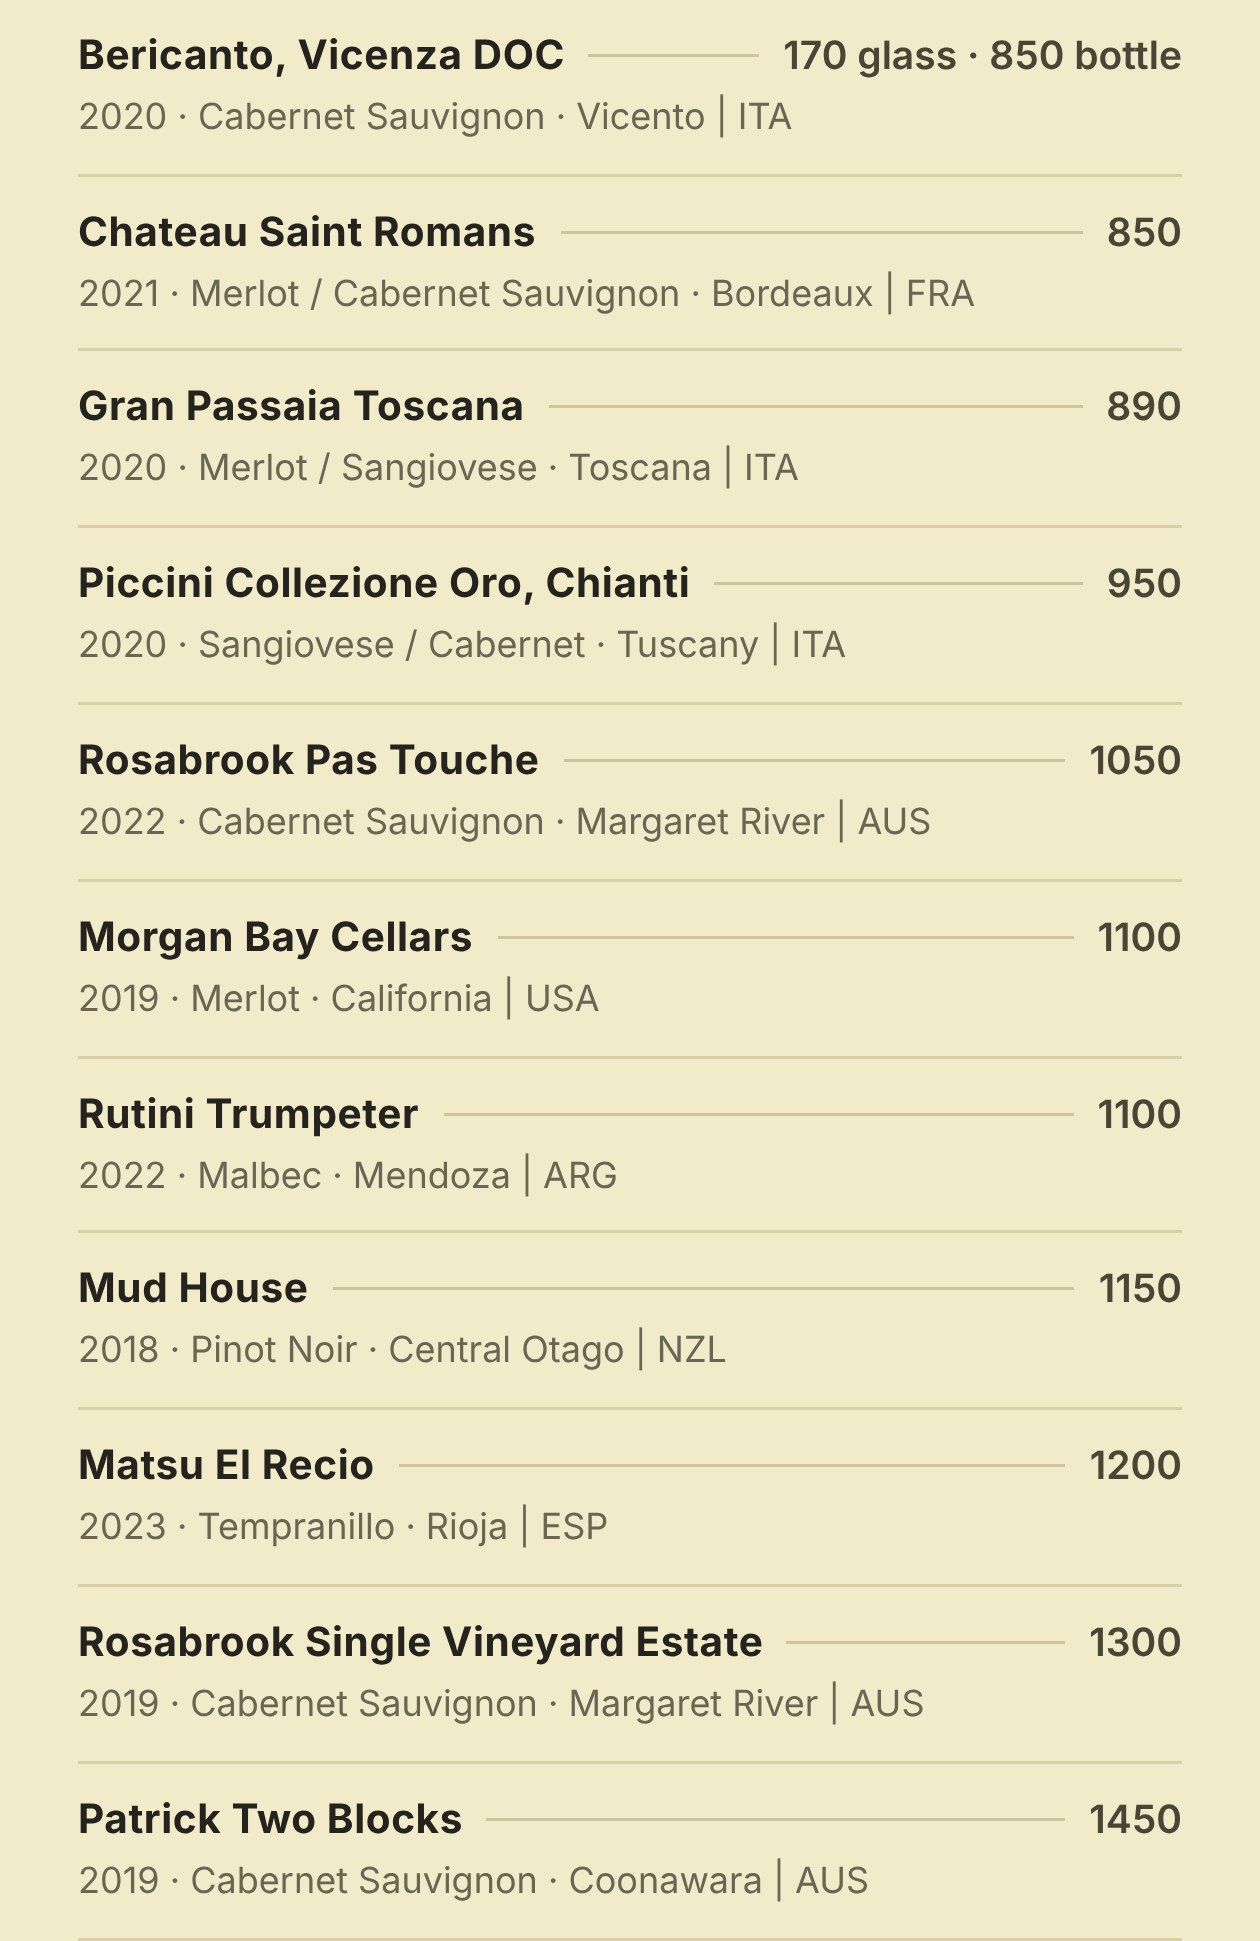 Bericanto, Vicenza DOC 170 glass · 850 bottle
2020 · Cabernet Sauvignon · Vicento | ITA
Chateau Saint Romans 850
2021 · Merlot / Cabernet Sauvignon · Bordeaux | FRA
Gran Passaia Toscana 890
2020 · Merlot / Sangiovese · Toscana | ITA
Piccini Collezione Oro, Chianti 950
2020 · Sangiovese / Cabernet · Tuscany | ITA
Rosabrook Pas Touche 1050
2022 · Cabernet Sauvignon · Margaret River | AUS
Morgan Bay Cellars 1100
2019 · Merlot · California | USA
Rutini Trumpeter 1100
2022 · Malbec · Mendoza | ARG
Mud House 1150
2018 · Pinot Noir · Central Otago | NZL
Matsu El Recio 1200
2023 · Tempranillo · Rioja | ESP
Rosabrook Single Vineyard Estate 1300
2019 · Cabernet Sauvignon · Margaret River | AUS
Patrick Two Blocks 1450
2019 · Cabernet Sauvignon · Coonawara | AUS